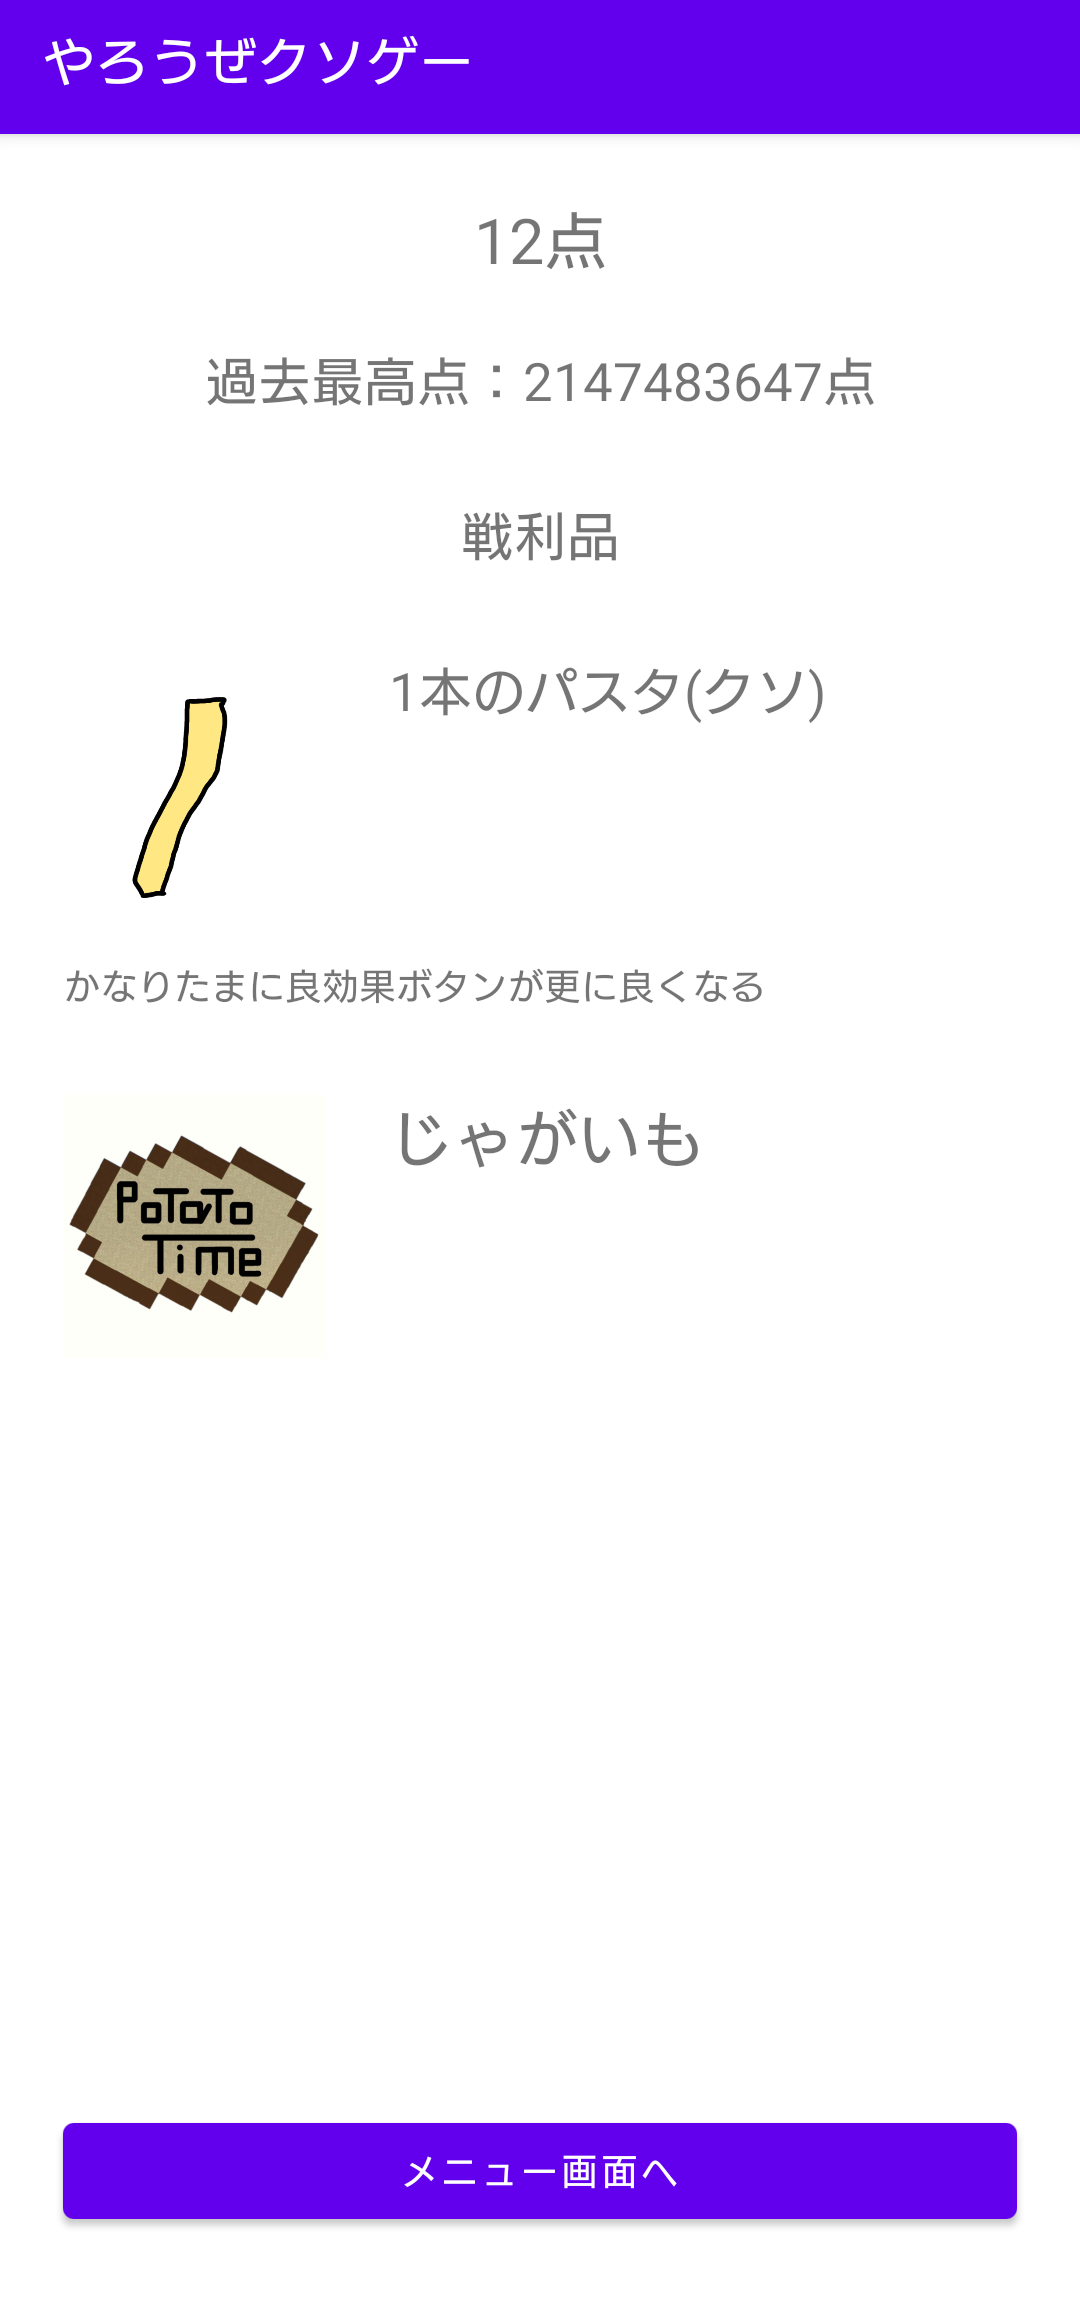 やろうぜクソゲー
12点
過去最高点：2147483647点
戦利品
1本のパスタ(クソ)
かなりたまに良効果ボタンが更に良くなる
じゃがいも
PoTaTo
Time
メニュー画面へ